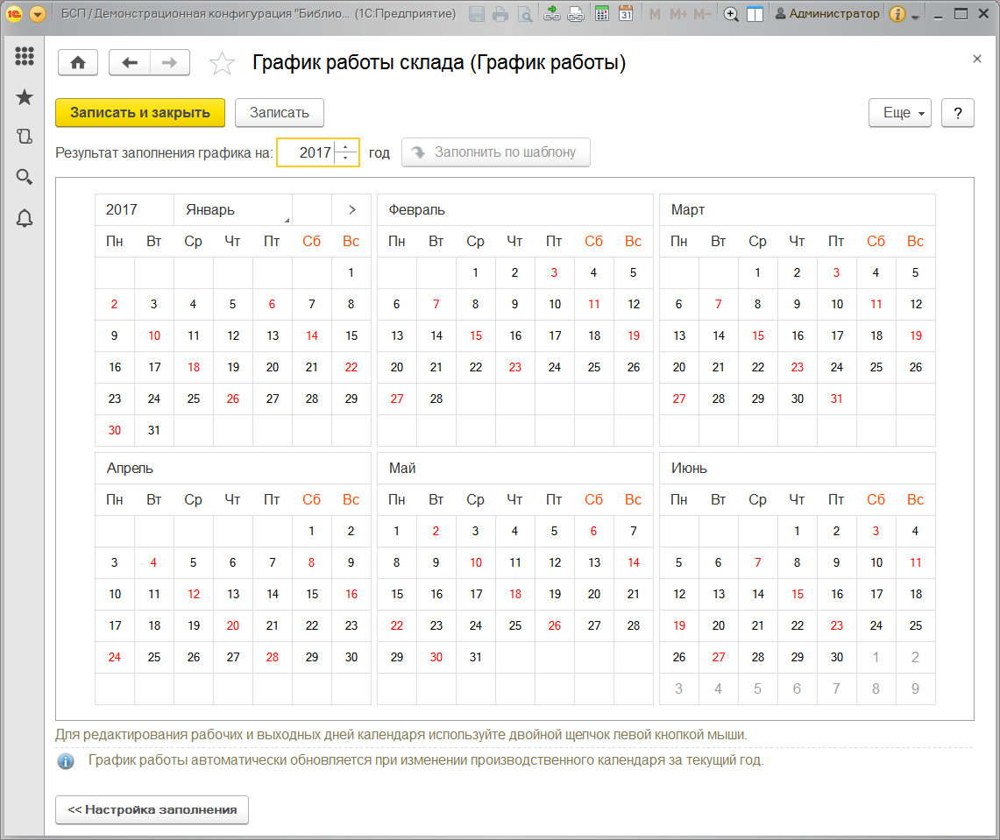 1С БСП / Демонстрационная конфигурация "Библио... (1С:Предприятие) 31 M M+ M− Администратор
График работы склада (График работы)
Записать и закрыть Записать Еще ?
Результат заполнения графика на: 2017 год Заполнить по шаблону
2017 Январь > Февраль Март
Пн Вт Ср Чт Пт Сб Вс Пн Вт Ср Чт Пт Сб Вс Пн Вт Ср Чт Пт Сб Вс
1 1 2 3 4 5 1 2 3 4 5
2 3 4 5 6 7 8 6 7 8 9 10 11 12 6 7 8 9 10 11 12
9 10 11 12 13 14 15 13 14 15 16 17 18 19 13 14 15 16 17 18 19
16 17 18 19 20 21 22 20 21 22 23 24 25 26 20 21 22 23 24 25 26
23 24 25 26 27 28 29 27 28 27 28 29 30 31
30 31
Апрель Май Июнь
Пн Вт Ср Чт Пт Сб Вс Пн Вт Ср Чт Пт Сб Вс Пн Вт Ср Чт Пт Сб Вс
1 2 1 2 3 4 5 6 7 1 2 3 4
3 4 5 6 7 8 9 8 9 10 11 12 13 14 5 6 7 8 9 10 11
10 11 12 13 14 15 16 15 16 17 18 19 20 21 12 13 14 15 16 17 18
17 18 19 20 21 22 23 22 23 24 25 26 27 28 19 20 21 22 23 24 25
24 25 26 27 28 29 30 29 30 31 26 27 28 29 30 1 2
3 4 5 6 7 8 9
Для редактирования рабочих и выходных дней календаря используйте двойной щелчок левой кнопкой мыши.
График работы автоматически обновляется при изменении производственного календаря за текущий год.
<< Настройка заполнения